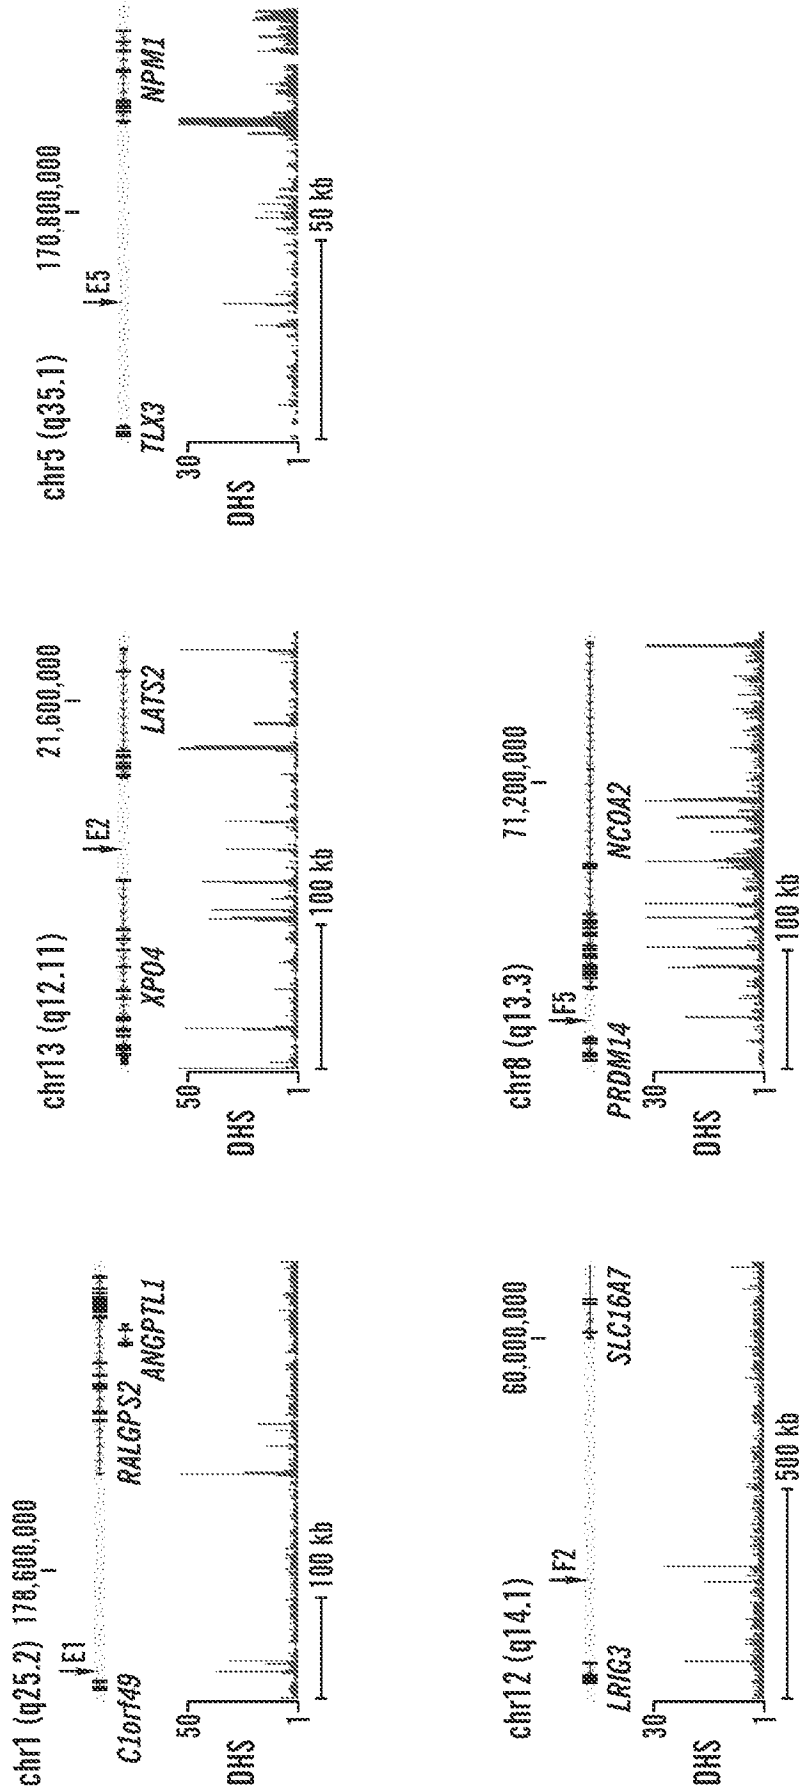 chr1 (q25.2) 178,600,000
E1
C1orf49
RALGPS2
ANGPTL1
50
1
DHS
100 kb
chr13 (q12.11)
21,600,000
E2
XPO4
LATS2
50
1
DHS
100 kb
chr5 (q35.1)
170,800,000
E5
TLX3
NPM1
30
1
DHS
50 kb
chr12 (q14.1)
60,000,000
F2
LRIG3
SLC16A7
30
1
DHS
500 kb
chr8 (q13.3)
71,200,000
F5
PRDM14
NCOA2
30
1
DHS
100 kb